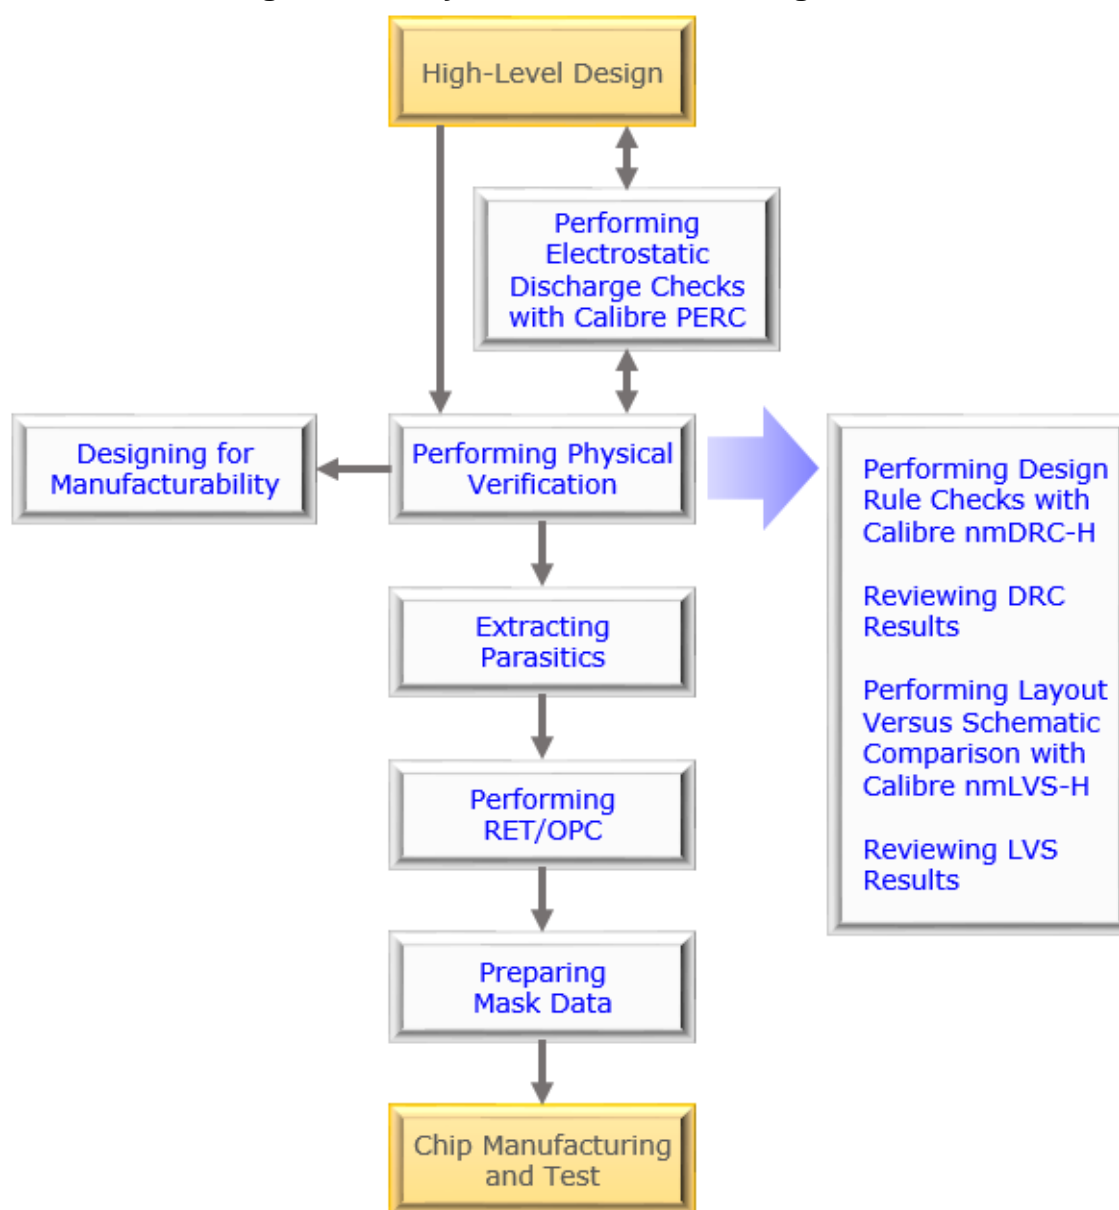 High-Level Design
Performing
Electrostatic
Discharge Checks
with Calibre PERC
Designing for
Manufacturability
Performing Physical
Verification
Performing Design
Rule Checks with
Calibre nmDRC-H
Reviewing DRC
Results
Performing Layout
Versus Schematic
Comparison with
Calibre nmLVS-H
Reviewing LVS
Results
Extracting
Parasitics
Performing
RET/OPC
Preparing
Mask Data
Chip Manufacturing
and Test